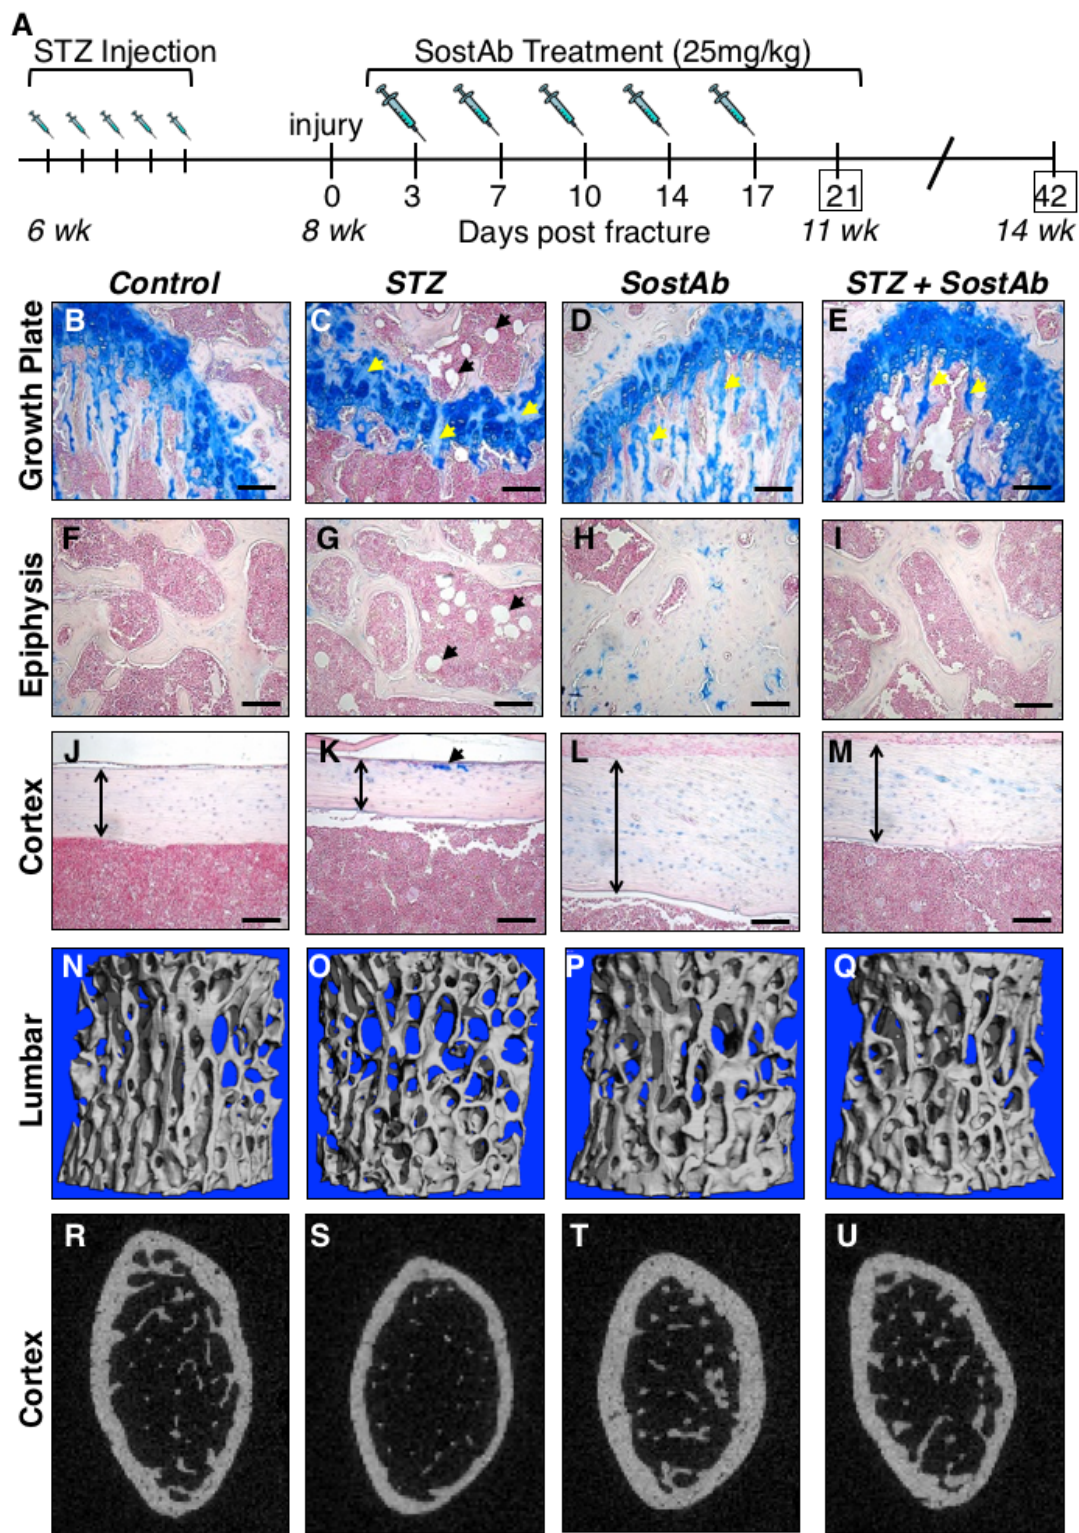 A
STZ Injection
SostAb Treatment (25mg/kg)
injury
0 3 7 10 14 17 21 42
6 wk 8 wk Days post fracture 11 wk 14 wk
Control STZ SostAb STZ + SostAb
Growth Plate
B C D E
Epiphysis
F G H I
Cortex
J K L M
Lumbar
N O P Q
Cortex
R S T U